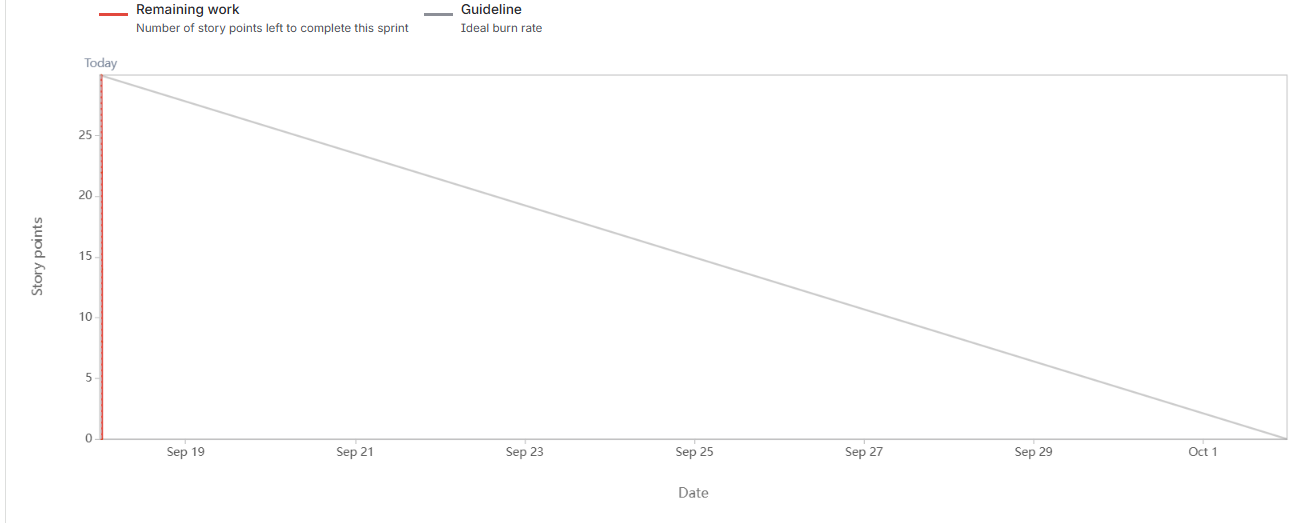 Remaining work
Number of story points left to complete this sprint
Guideline
Ideal burn rate
Today
25
20
15
10
5
0
Story points
Sep 19
Sep 21
Sep 23
Sep 25
Sep 27
Sep 29
Oct 1
Date